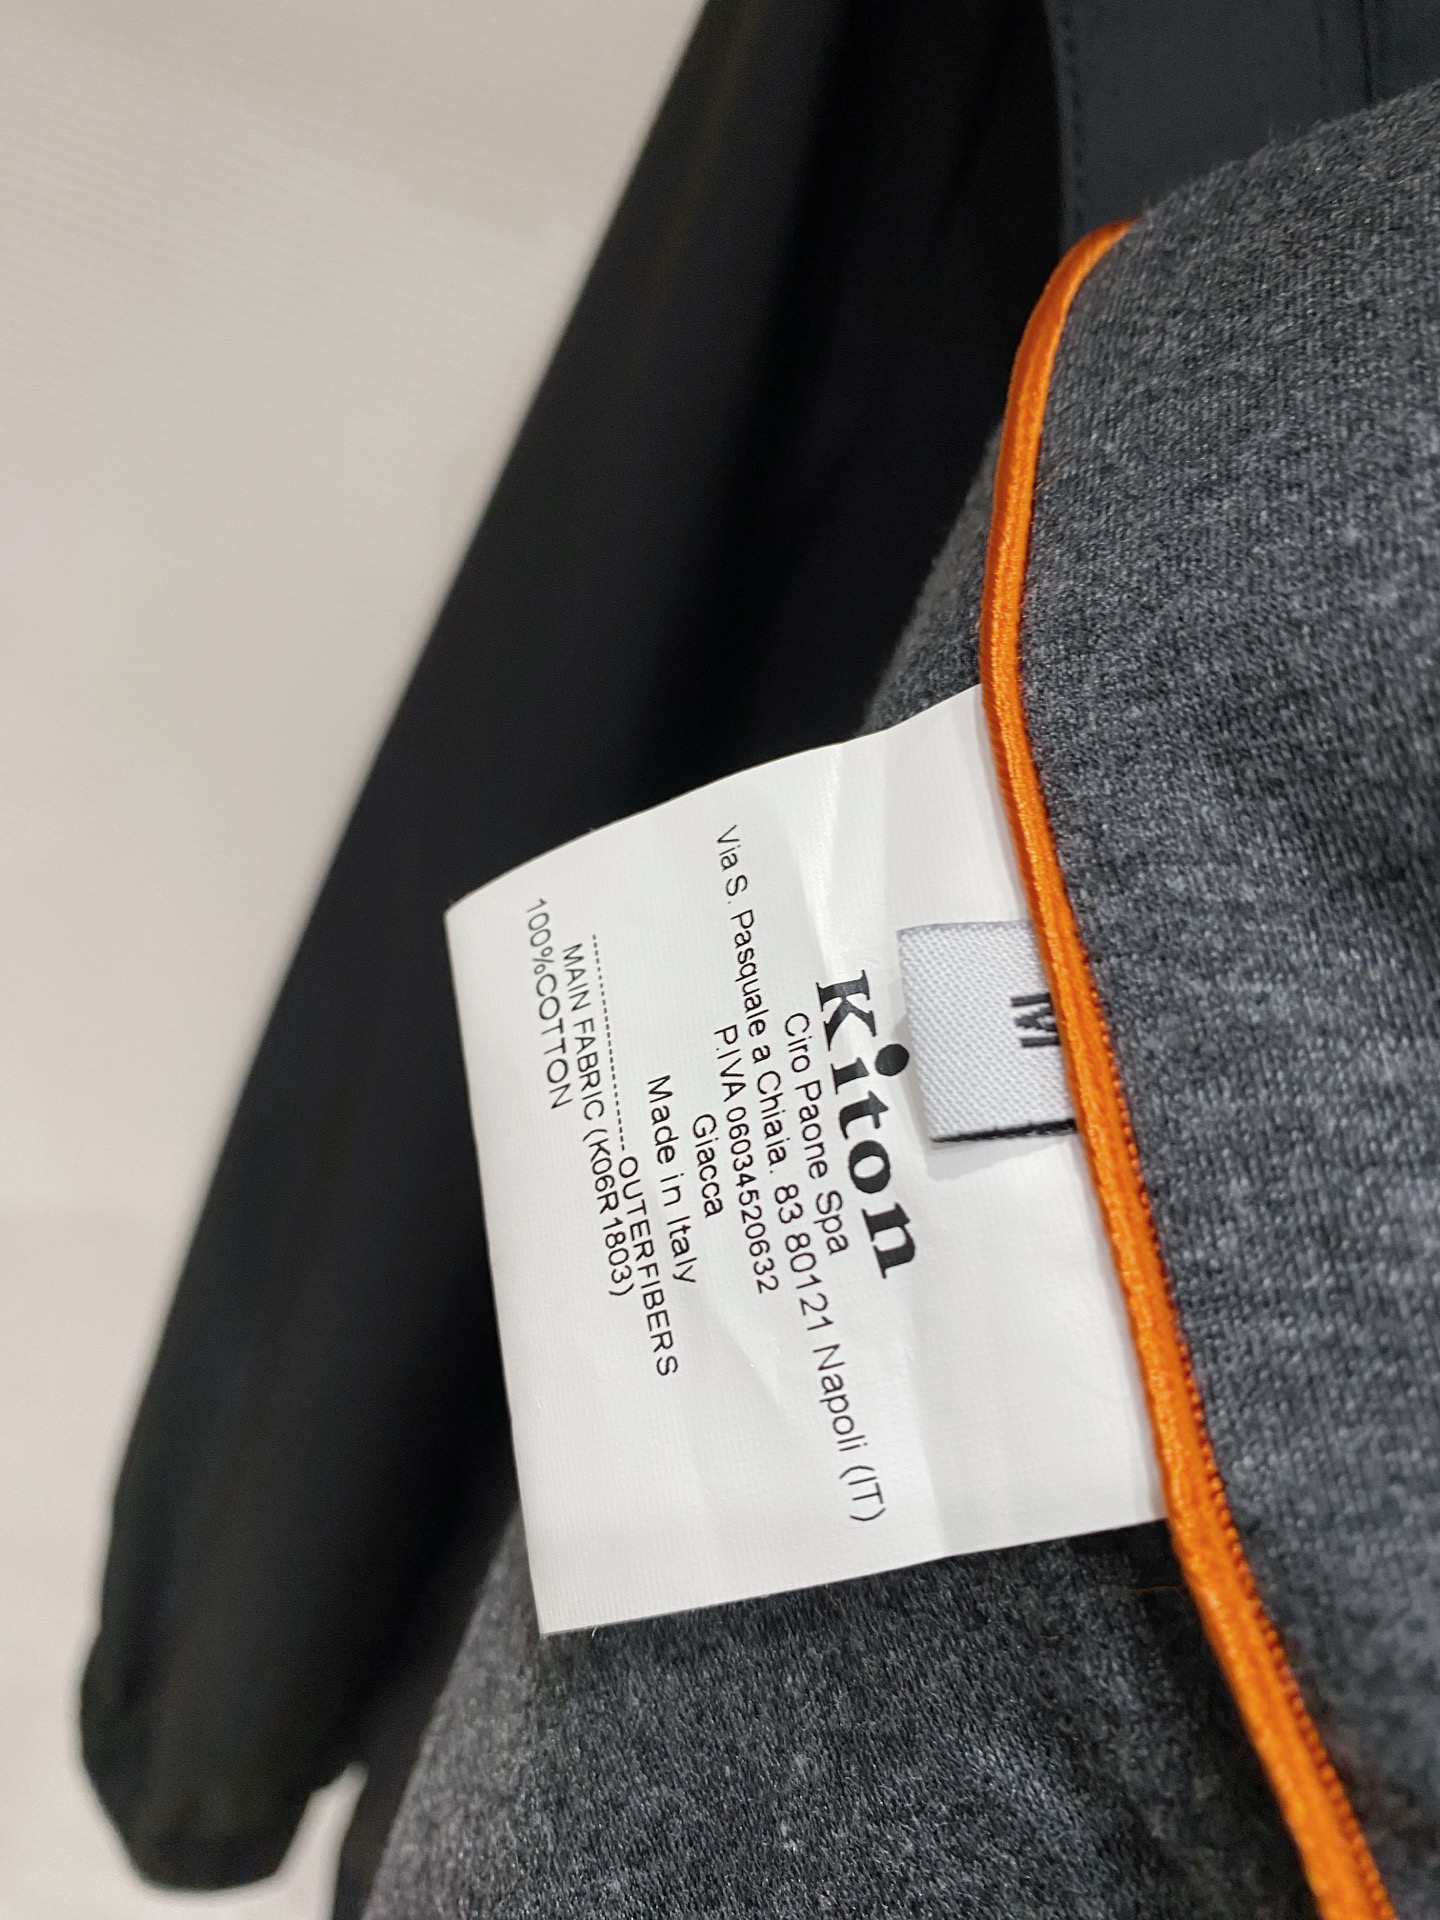 M
Kiton
Ciro Paone Spa
Via S. Pasquale a Chiaia. 83 80121 Napoli (IT)
P.IVA 06034520632
Giacca
Made in Italy
--------------------------OUTERFIBERS
MAIN FABRIC (K06R1803)
100%COTTON